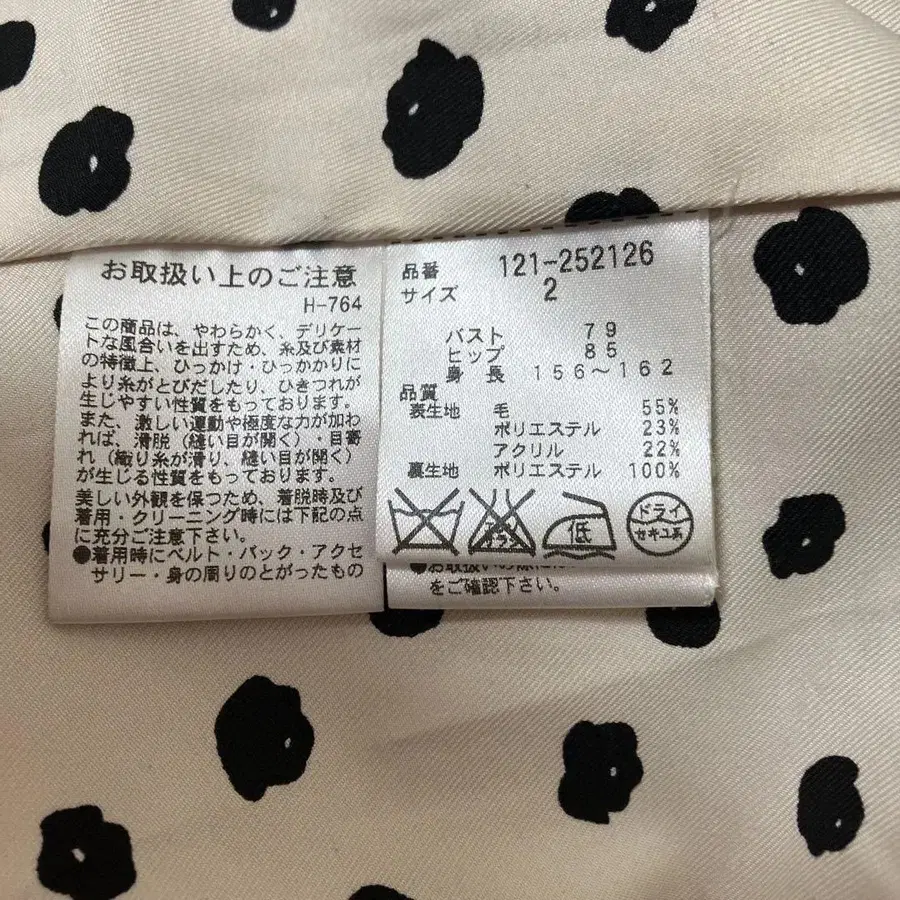 お取扱い上のご注意
H-764
この商品は、やわらかく、デリケー
トな風合いを出すため、糸及び素材
の特徴上、ひっかけ・ひっかかりに
より糸がとびだしたり、ひきつれが
生じやすい性質をもっております。
また、激しい運動や極度な力が加わ
れば、滑脱（縫い目が開く）・目寄
れ（織り糸が滑り、縫い目が開く）
が生じる性質をもっております。
美しい外観を保つため、着脱時及び
着用・クリーニング時には下記の点
に充分ご注意下さい。
●着用時にベルト・バック・アクセ
サリー・身の周りのとがったもの
品番 121-252126
サイズ 2
バスト 79
ヒップ 85
身長 156～162
品質
表生地 毛 55%
ポリエステル 23%
アクリル 22%
裏生地 ポリエステル 100%
エンソ サラシ 低 ドライ セキユ系
●お取扱いの際に
をご確認下さい。